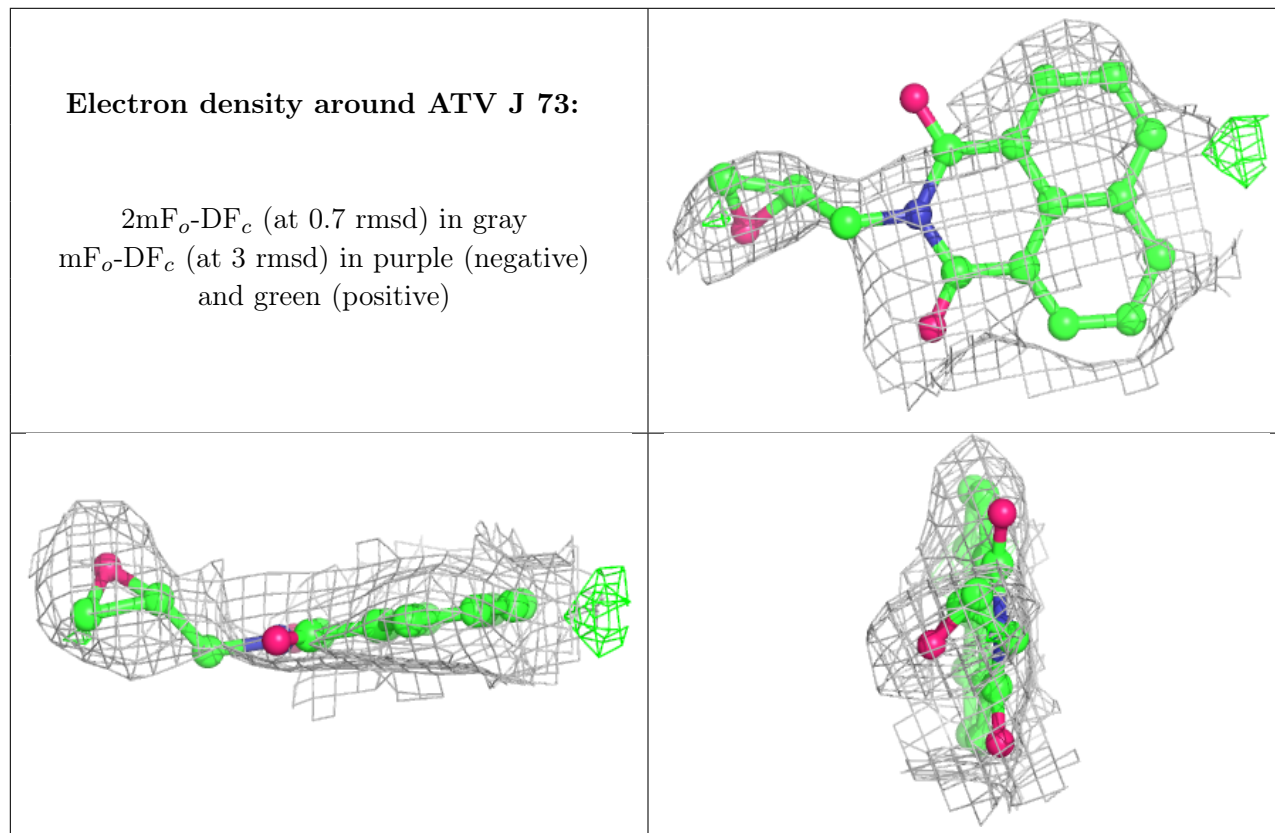 Electron density around ATV J 73:
2mFo-DFc (at 0.7 rmsd) in gray
mFo-DFc (at 3 rmsd) in purple (negative)
and green (positive)